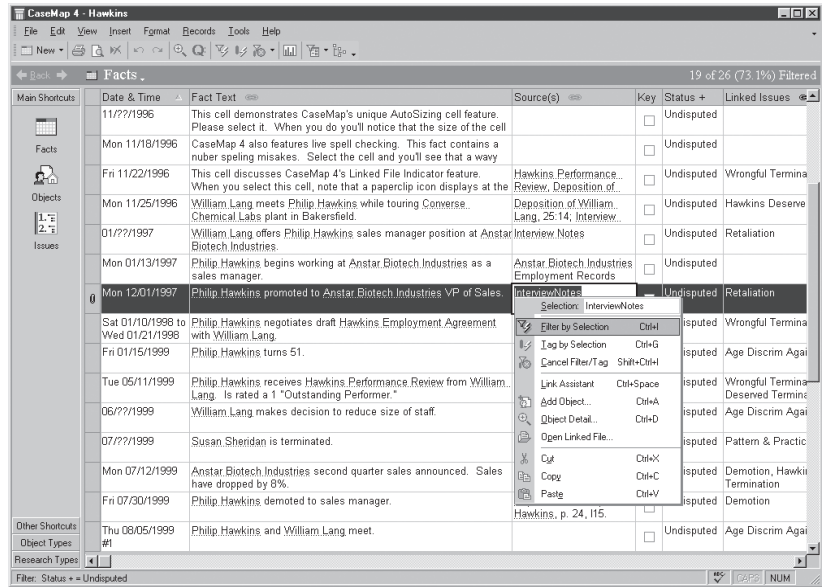 CaseMap 4 - Hawkins
File Edit View Insert Format Records Tools Help
New
Back Facts 19 of 26 (73.1%) Filtered
Main Shortcuts
Facts
Objects
Issues
Other Shortcuts
Object Types
Research Types
Date & Time Fact Text Source(s) Key Status + Linked Issues
11/??/1996 This cell demonstrates CaseMap's unique AutoSizing cell feature. Undisputed
Please select it. When you do you'll notice that the size of the cell
Mon 11/18/1996 CaseMap 4 also features live spell checking. This fact contains a Undisputed
nuber speling misakes. Select the cell and you'll see that a wavy
Fri 11/22/1996 This cell discusses CaseMap 4's Linked File Indicator feature. Hawkins Performance Undisputed Wrongful Termina
When you select this cell, note that a paperclip icon displays at the Review, Deposition of
Mon 11/25/1996 William Lang meets Philip Hawkins while touring Converse Deposition of William Undisputed Hawkins Deserve
Chemical Labs plant in Bakersfield. Lang, 25:14; Interview
01/??/1997 William Lang offers Philip Hawkins sales manager position at Anstar Interview Notes Undisputed Retaliation
Biotech Industries.
Mon 01/13/1997 Philip Hawkins begins working at Anstar Biotech Industries as a Anstar Biotech Industries Undisputed
sales manager. Employment Records
Mon 12/01/1997 Philip Hawkins promoted to Anstar Biotech Industries VP of Sales. InterviewNotes Undisputed Retaliation
Sat 01/10/1998 to Philip Hawkins negotiates draft Hawkins Employment Agreement isputed Wrongful Termina
Wed 01/21/1998 with William Lang.
Fri 01/15/1999 Philip Hawkins turns 51. isputed Age Discrim Agai
Tue 05/11/1999 Philip Hawkins receives Hawkins Performance Review from William isputed Wrongful Termina
Lang. Is rated a 1 "Outstanding Performer." Deserved Termina
06/??/1999 William Lang makes decision to reduce size of staff. isputed Age Discrim Agai
07/??/1999 Susan Sheridan is terminated. isputed Pattern & Practic
Mon 07/12/1999 Anstar Biotech Industries second quarter sales announced. Sales isputed Demotion, Hawki
have dropped by 8%. Termination
Fri 07/30/1999 Philip Hawkins demoted to sales manager. isputed Demotion
Hawkins, p. 24, l15.
Thu 08/05/1999 Philip Hawkins and William Lang meet. Undisputed Age Discrim Agai
#1
Selection: InterviewNotes
Filter by Selection Ctrl+I
Tag by Selection Ctrl+G
Cancel Filter/Tag Shift+Ctrl+I
Link Assistant Ctrl+Space
Add Object... Ctrl+A
Object Detail... Ctrl+D
Open Linked File...
Cut Ctrl+X
Copy Ctrl+C
Paste Ctrl+V
Filter: Status + = Undisputed CAPS NUM